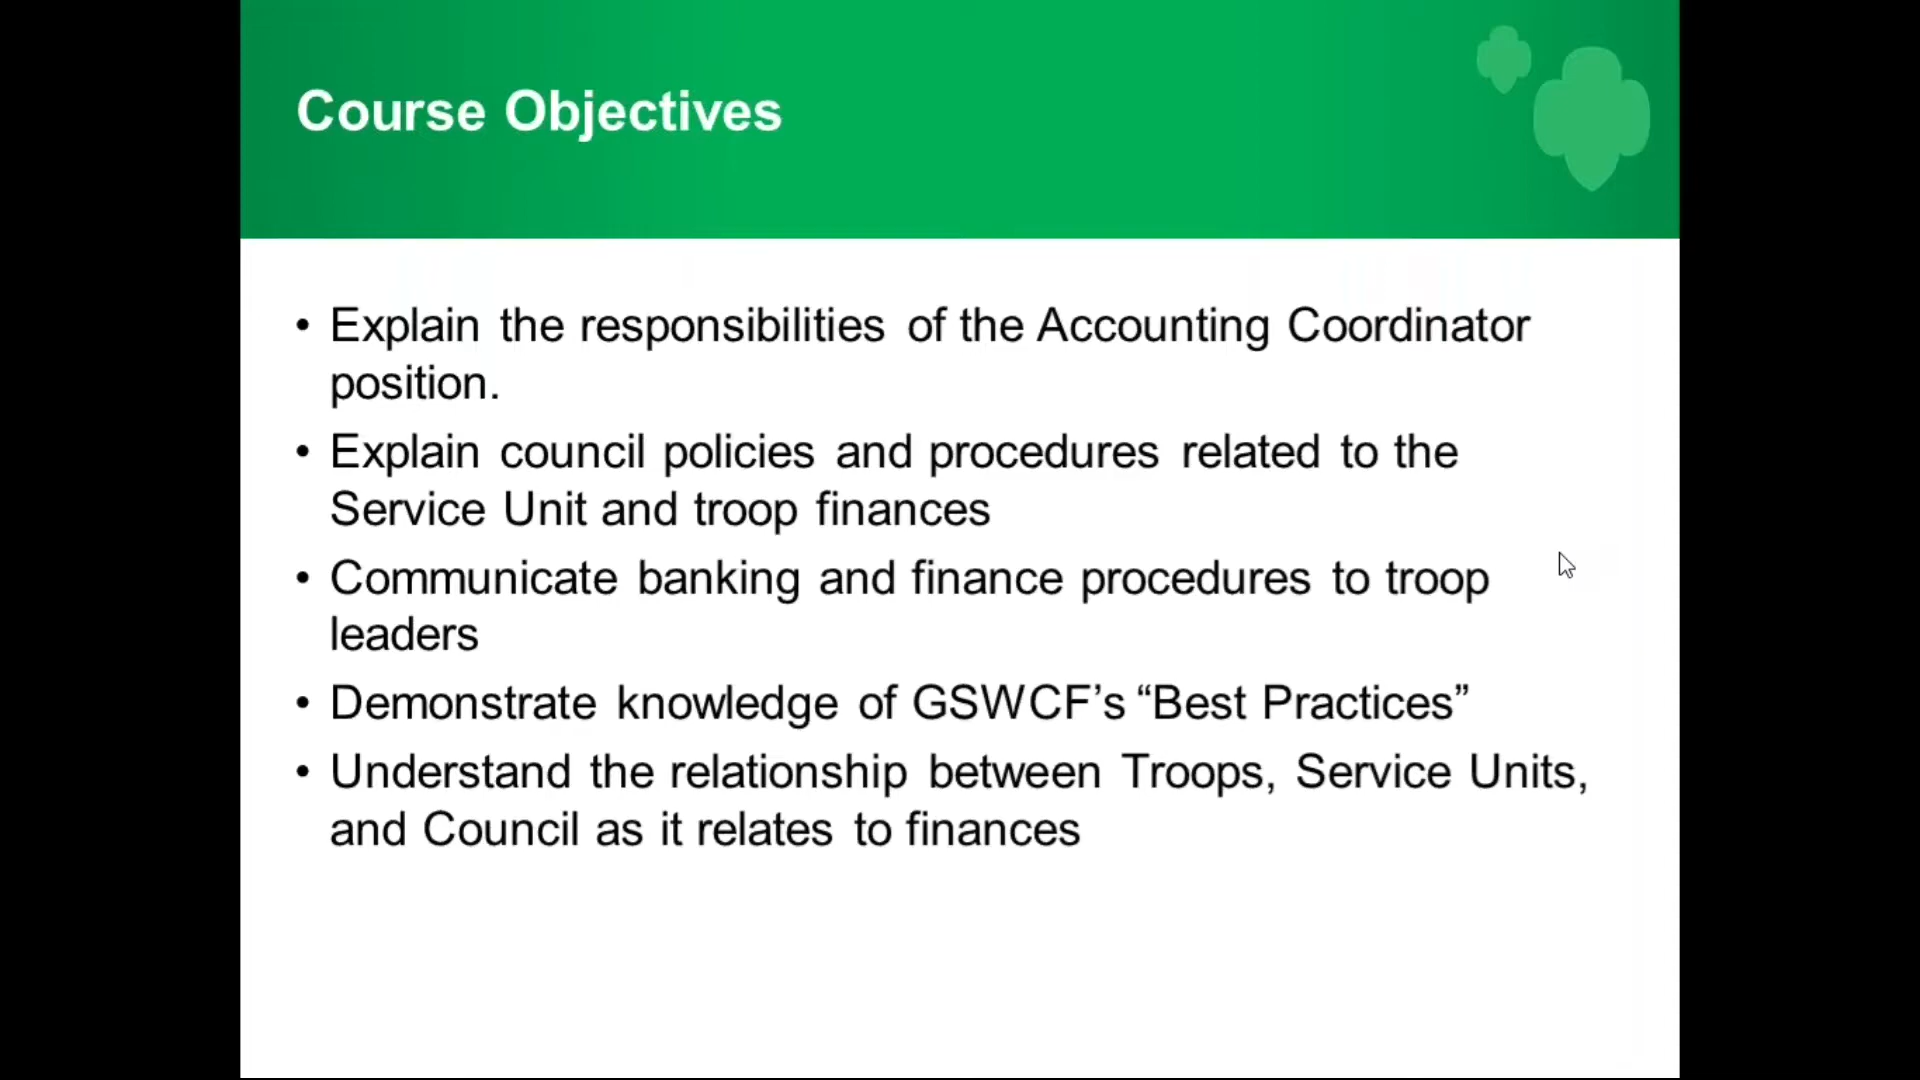 Course Objectives
• Explain the responsibilities of the Accounting Coordinator
position.
• Explain council policies and procedures related to the
Service Unit and troop finances
• Communicate banking and finance procedures to troop
leaders
• Demonstrate knowledge of GSWCF’s “Best Practices”
• Understand the relationship between Troops, Service Units,
and Council as it relates to finances